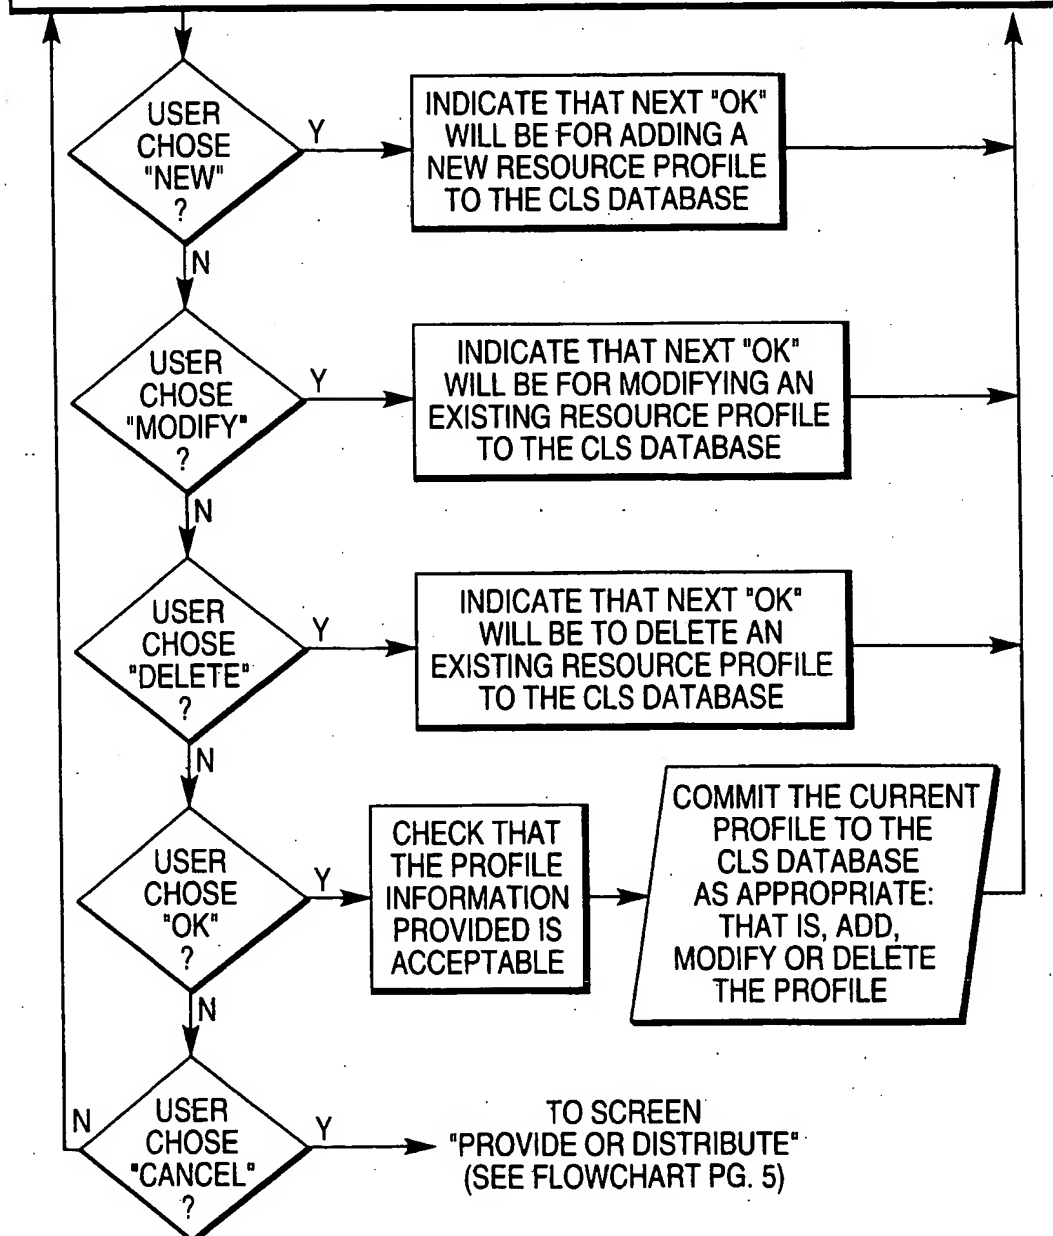 USER
CHOSE
"NEW"
?
Y
INDICATE THAT NEXT "OK"
WILL BE FOR ADDING A
NEW RESOURCE PROFILE
TO THE CLS DATABASE
N
USER
CHOSE
"MODIFY"
?
Y
INDICATE THAT NEXT "OK"
WILL BE FOR MODIFYING AN
EXISTING RESOURCE PROFILE
TO THE CLS DATABASE
N
USER
CHOSE
"DELETE"
?
Y
INDICATE THAT NEXT "OK"
WILL BE TO DELETE AN
EXISTING RESOURCE PROFILE
TO THE CLS DATABASE
N
USER
CHOSE
"OK"
?
Y
CHECK THAT
THE PROFILE
INFORMATION
PROVIDED IS
ACCEPTABLE
COMMIT THE CURRENT
PROFILE TO THE
CLS DATABASE
AS APPROPRIATE:
THAT IS, ADD,
MODIFY OR DELETE
THE PROFILE
N
N
USER
CHOSE
"CANCEL"
?
Y
TO SCREEN
"PROVIDE OR DISTRIBUTE"
(SEE FLOWCHART PG. 5)